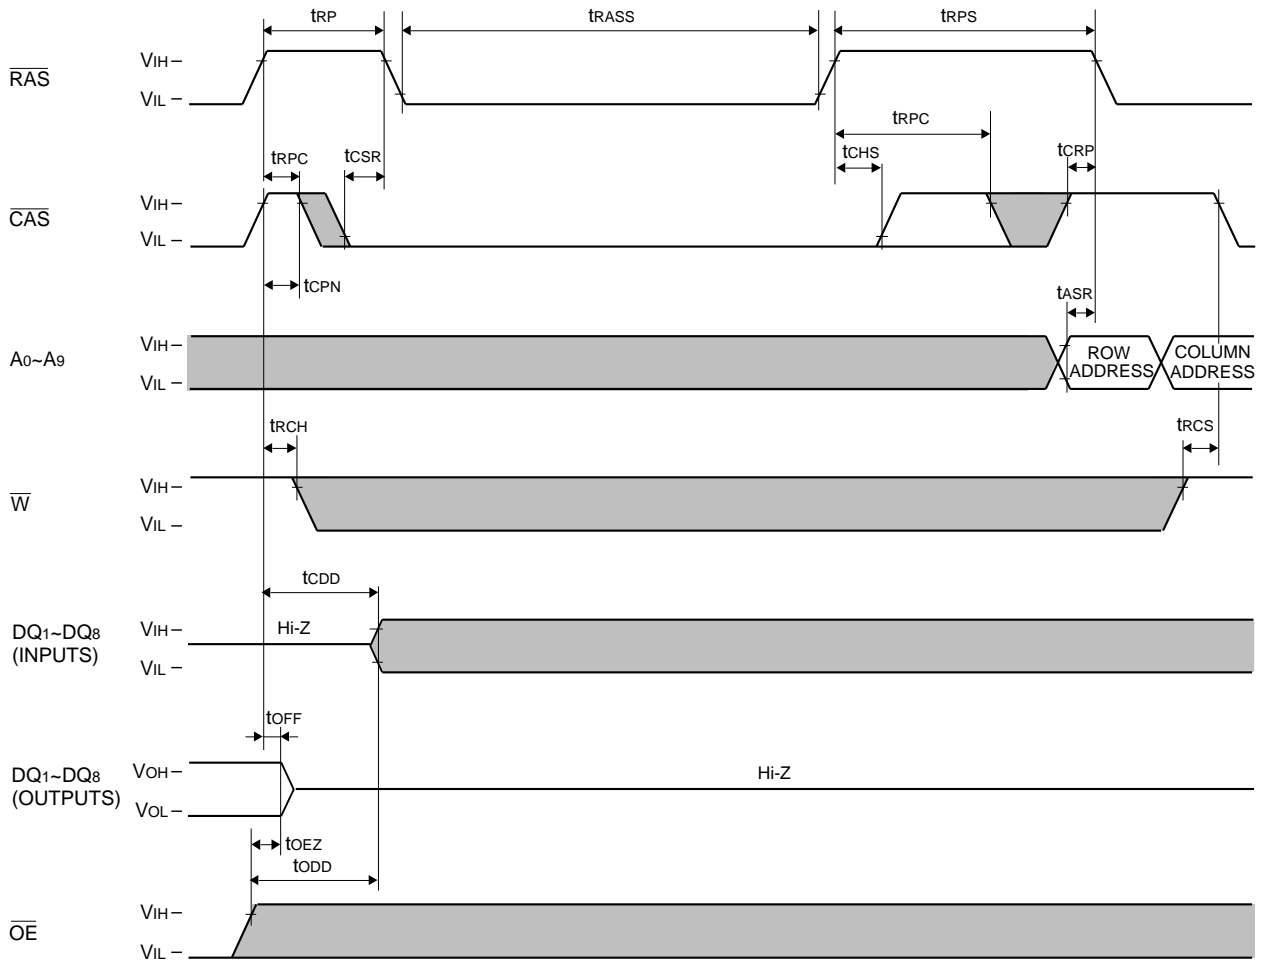 tRP tRASS tRPS
RAS VIH
VIL
tRPC
tRPC tCSR tCHS tCRP
CAS VIH
VIL
tCPN
tASR
A0~A9 VIH
VIL
ROW ADDRESS
COLUMN ADDRESS
tRCH tRCS
W VIH
VIL
tCDD
DQ1~DQ8
(INPUTS)
VIH
VIL
Hi-Z
tOFF
DQ1~DQ8
(OUTPUTS)
VOH
VOL
Hi-Z
tOEZ
tODD
OE VIH
VIL